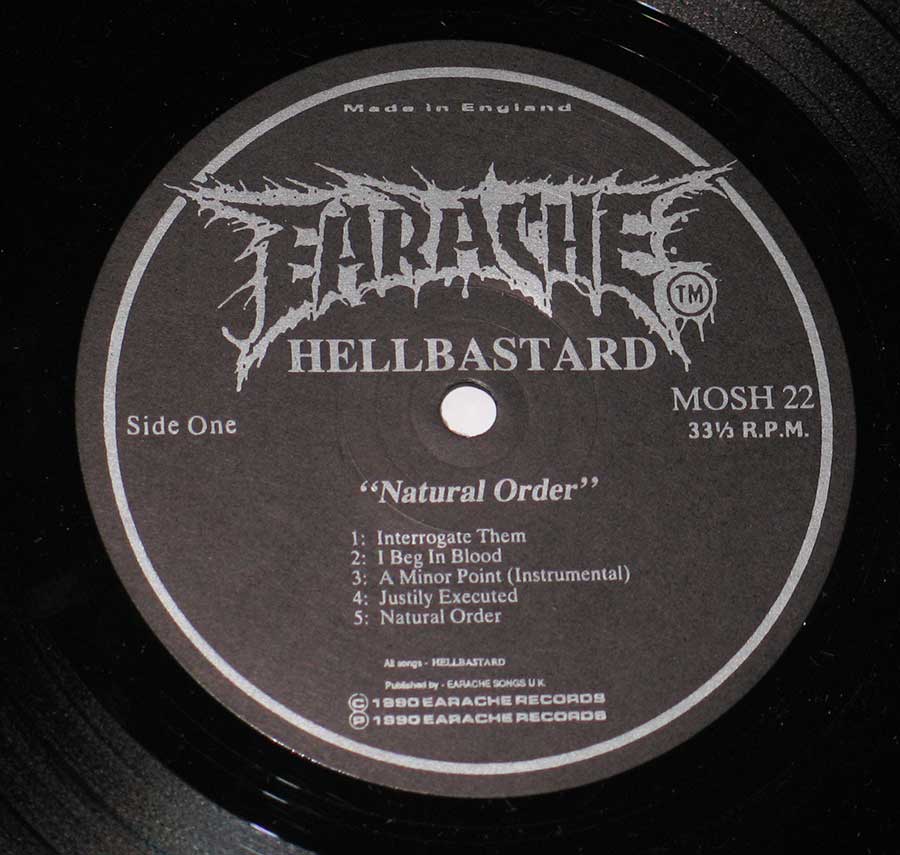 Made in England
EARACHE TM
HELLBASTARD
MOSH 22
Side One
33⅓ R.P.M.
“Natural Order”
1: Interrogate Them
2: I Beg In Blood
3: A Minor Point (Instrumental)
4: Justily Executed
5: Natural Order
All songs - HELLBASTARD
Published by - EARACHE SONGS U.K.
© 1990 EARACHE RECORDS
℗ 1990 EARACHE RECORDS